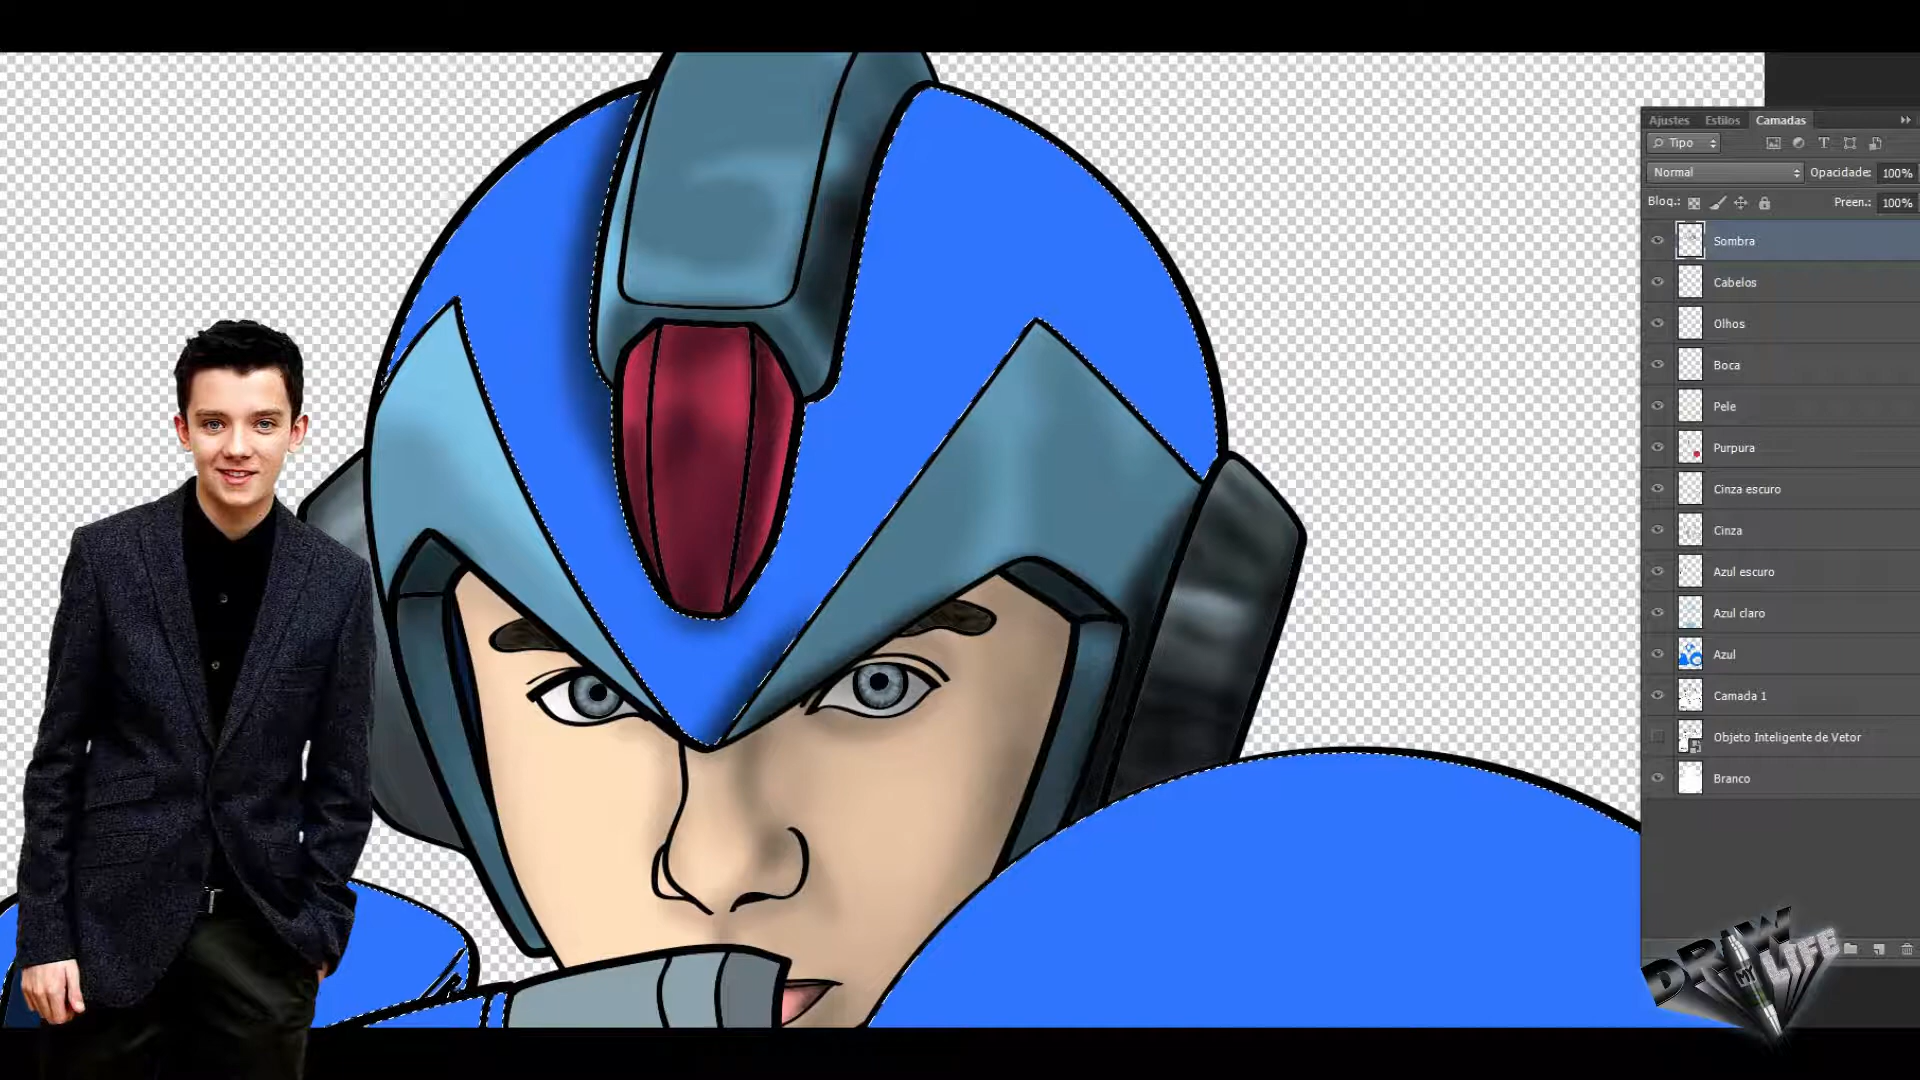 Ajustes Estilos Camadas
Tipo
Normal Opacidade: 100%
Bloq.: Preen.: 100%
Sombra
Cabelos
Olhos
Boca
Pele
Purpura
Cinza escuro
Cinza
Azul escuro
Azul claro
Azul
Camada 1
Objeto Inteligente de Vetor
Branco
DRAW
MY
LIFE